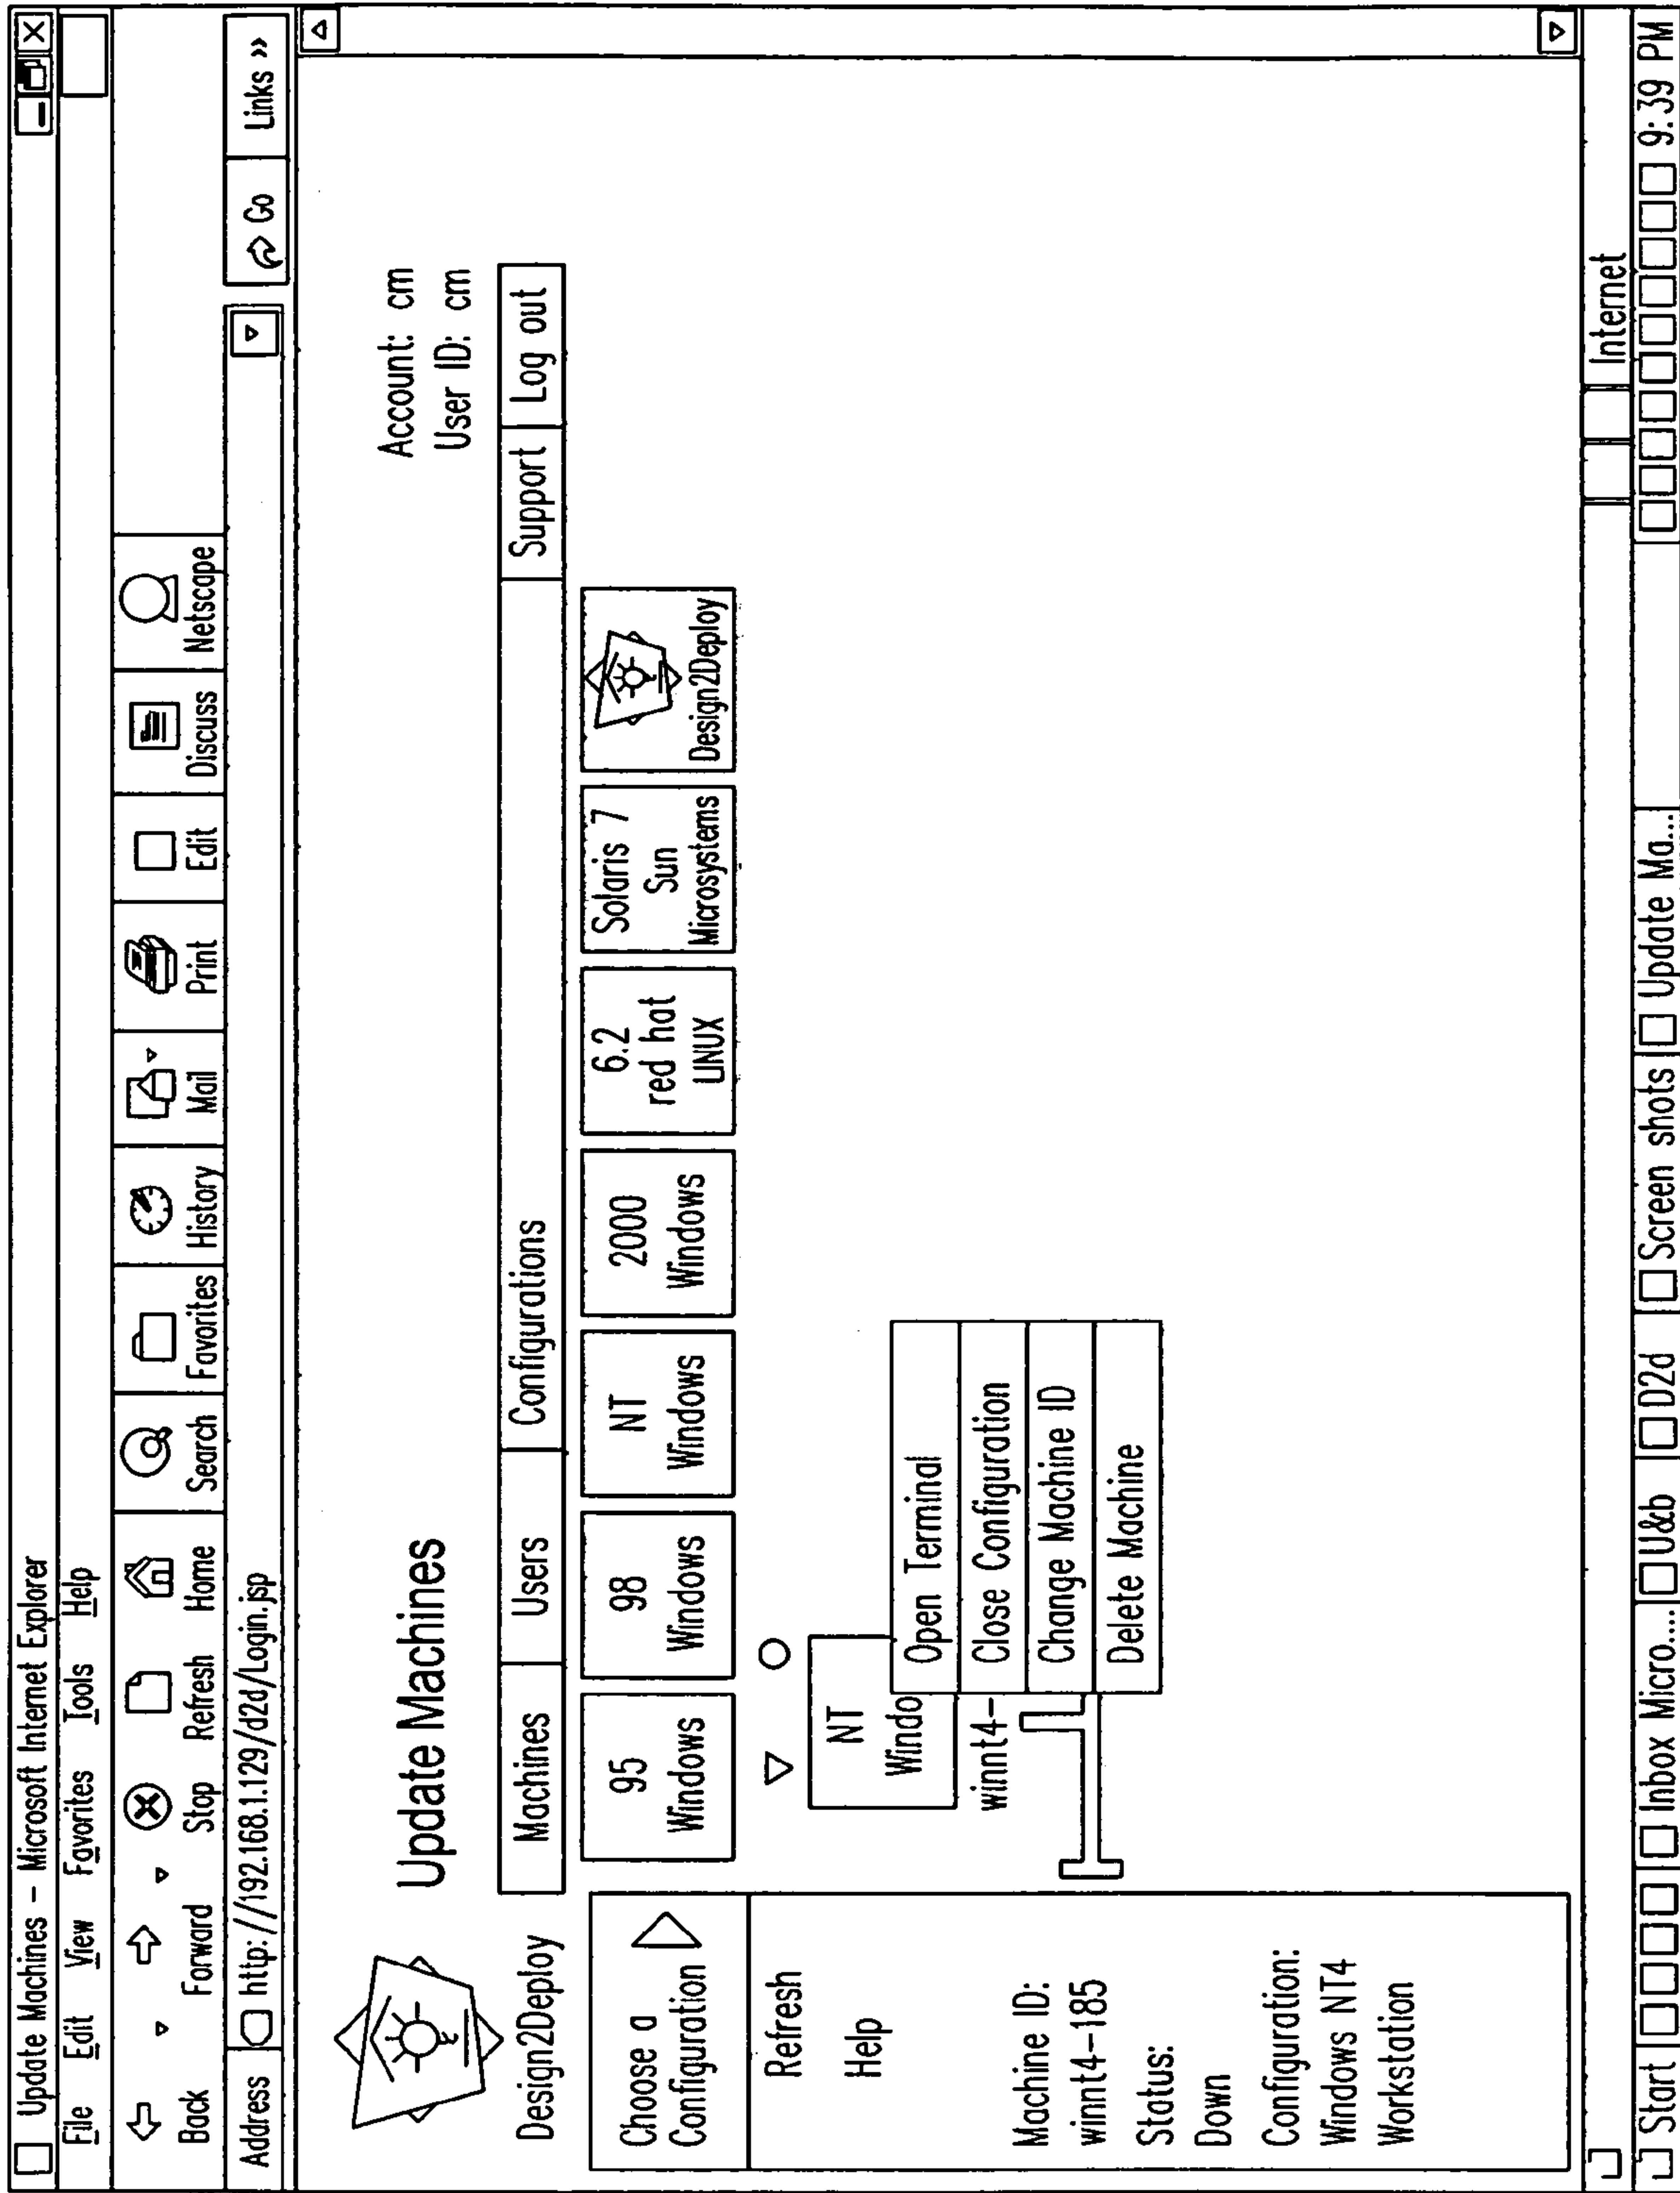 Update Machines – Microsoft Internet Explorer
File Edit View Favorites Tools Help
Back Forward Stop Refresh Home Search Favorites History Mail Print Edit Discuss Netscape
Address http://192.168.1.129/d2d/Login.jsp Go Links »
Design2Deploy
Update Machines
Account: cm
User ID: cm
Machines Users Configurations Support Log out
Choose a
Configuration
Refresh
Help
Machine ID:
winnt4-185
Status:
Down
Configuration:
Windows NT4
Workstation
95
Windows
98
Windows
NT
Windows
2000
Windows
6.2
red hat
LINUX
Solaris 7
Sun
Microsystems
Design2Deploy
NT
Windo
winnt4-
Open Terminal
Close Configuration
Change Machine ID
Delete Machine
Internet
Start Inbox Micro... U&b D2d Screen shots Update Ma... 9:39 PM